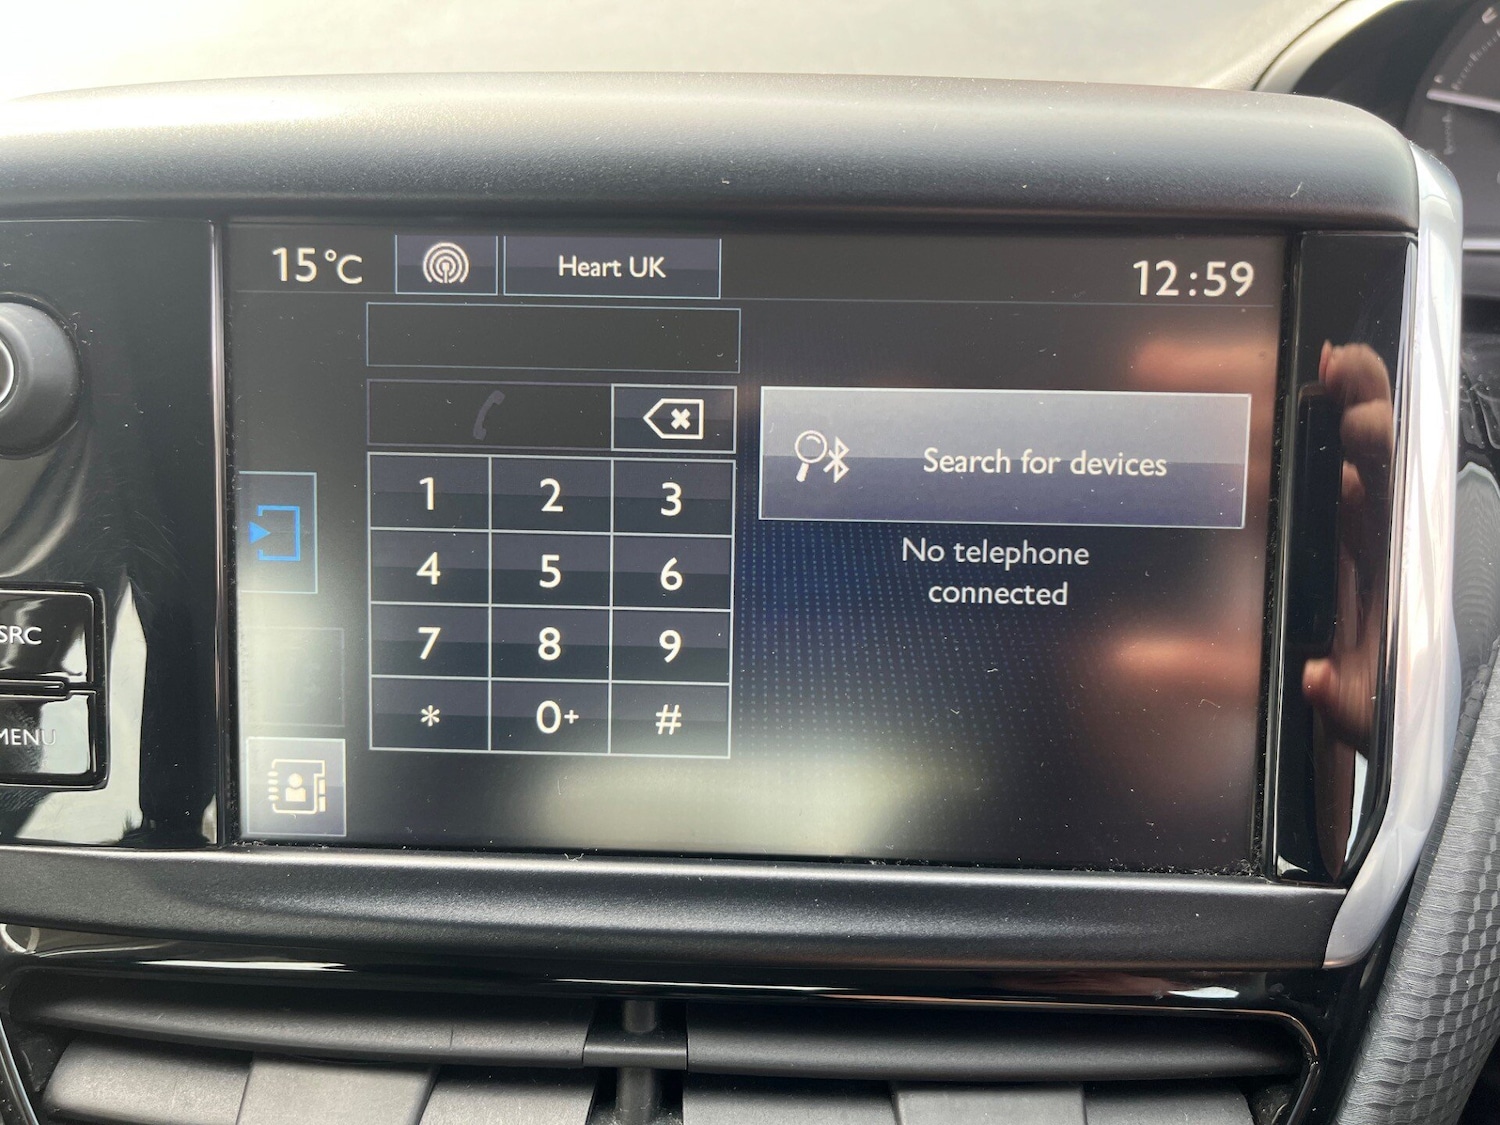 15°C
Heart UK
12:59
1 2 3
4 5 6
7 8 9
* 0+ #
Search for devices
No telephone
connected
SRC
MENU